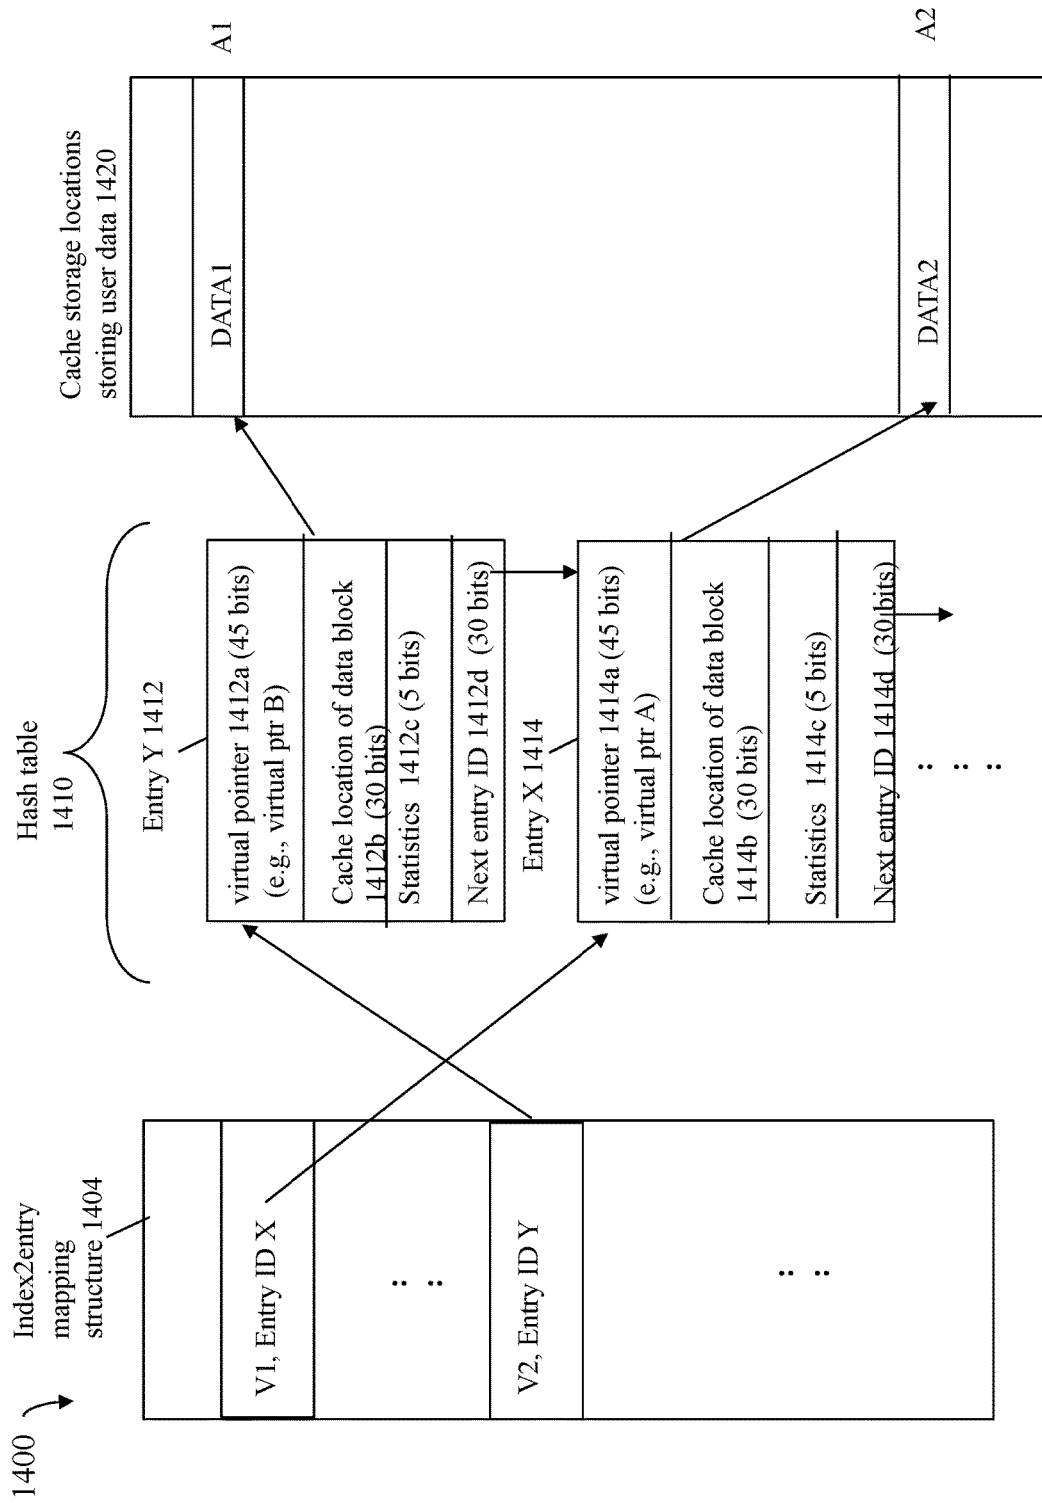 1400
Index2entry
mapping
structure 1404
V1, Entry ID X
V2, Entry ID Y
Hash table
1410
Entry Y 1412
virtual pointer 1412a (45 bits)
(e.g., virtual ptr B)
Cache location of data block
1412b (30 bits)
Statistics 1412c (5 bits)
Next entry ID 1412d (30 bits)
Entry X 1414
virtual pointer 1414a (45 bits)
(e.g., virtual ptr A)
Cache location of data block
1414b (30 bits)
Statistics 1414c (5 bits)
Next entry ID 1414d (30 bits)
Cache storage locations
storing user data 1420
DATA1
A1
DATA2
A2